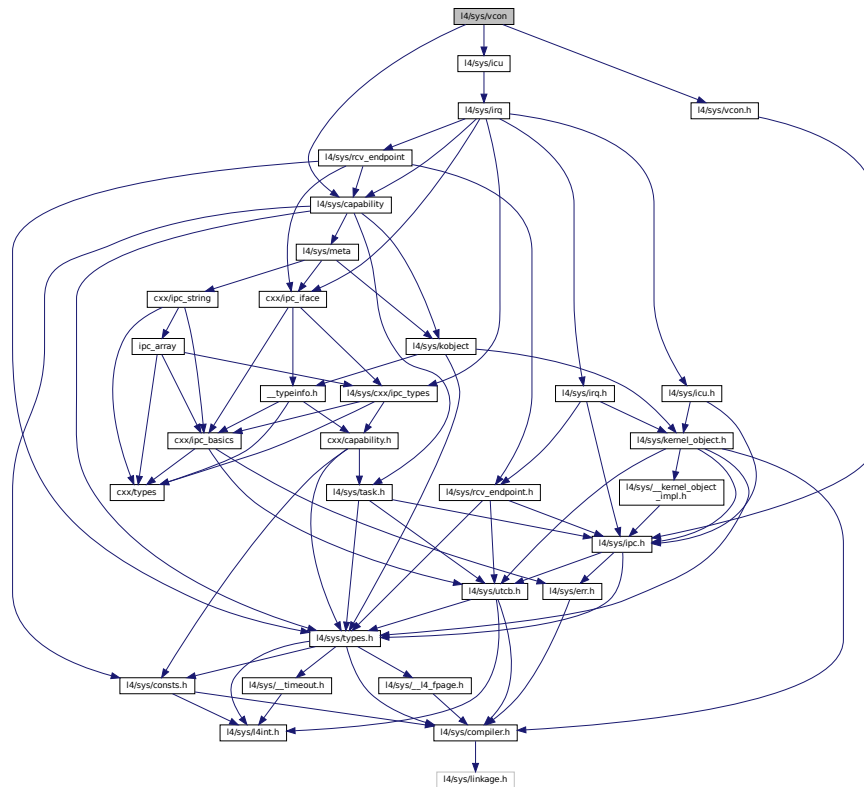 l4/sys/vcon
l4/sys/icu
l4/sys/irq
l4/sys/vcon.h
l4/sys/rcv_endpoint
l4/sys/capability
l4/sys/meta
cxx/ipc_string
cxx/ipc_iface
ipc_array
l4/sys/kobject
__typeinfo.h
l4/sys/cxx/ipc_types
l4/sys/irq.h
l4/sys/icu.h
cxx/ipc_basics
cxx/capability.h
l4/sys/kernel_object.h
cxx/types
l4/sys/task.h
l4/sys/rcv_endpoint.h
l4/sys/__kernel_object
_impl.h
l4/sys/ipc.h
l4/sys/utcb.h
l4/sys/err.h
l4/sys/types.h
l4/sys/consts.h
l4/sys/__timeout.h
l4/sys/__l4_fpage.h
l4/sys/l4int.h
l4/sys/compiler.h
l4/sys/linkage.h